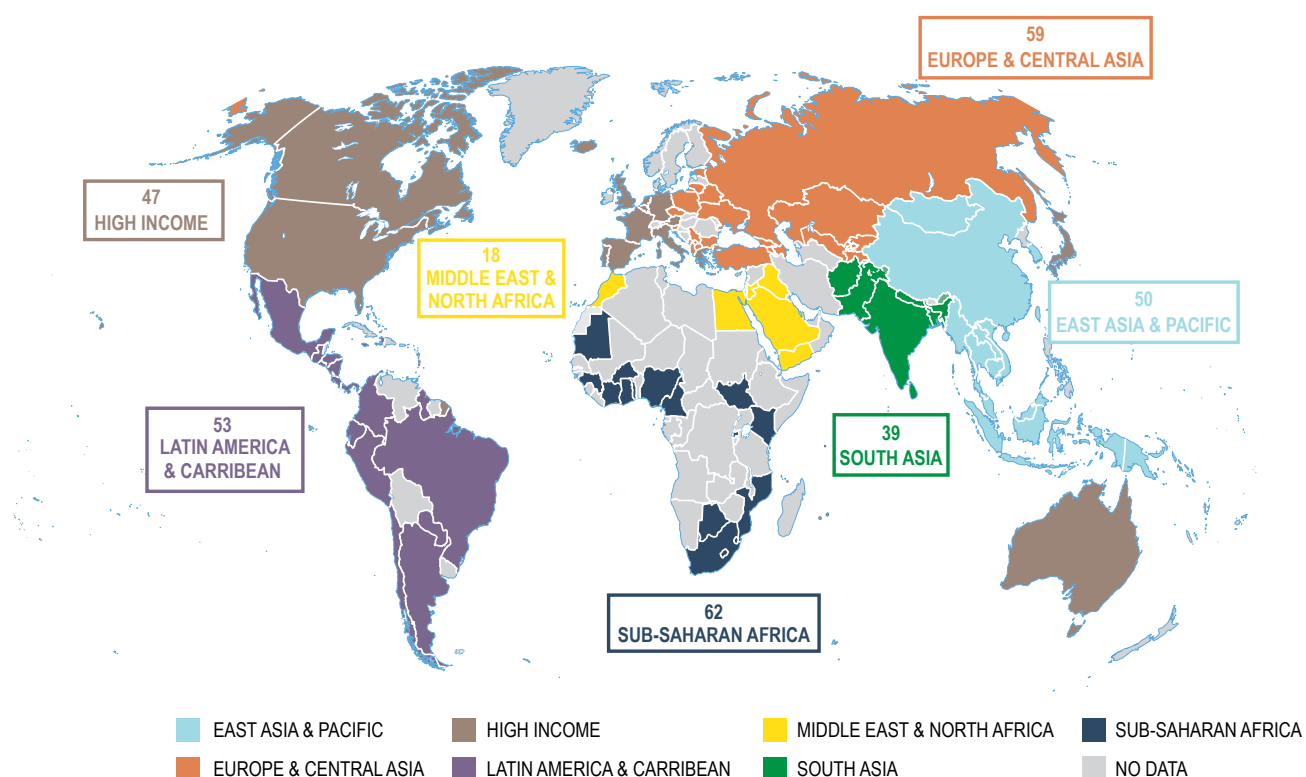 59
EUROPE & CENTRAL ASIA
47
HIGH INCOME
18
MIDDLE EAST &
NORTH AFRICA
50
EAST ASIA & PACIFIC
53
LATIN AMERICA
& CARRIBEAN
39
SOUTH ASIA
62
SUB-SAHARAN AFRICA
EAST ASIA & PACIFIC
HIGH INCOME
MIDDLE EAST & NORTH AFRICA
SUB-SAHARAN AFRICA
EUROPE & CENTRAL ASIA
LATIN AMERICA & CARRIBEAN
SOUTH ASIA
NO DATA